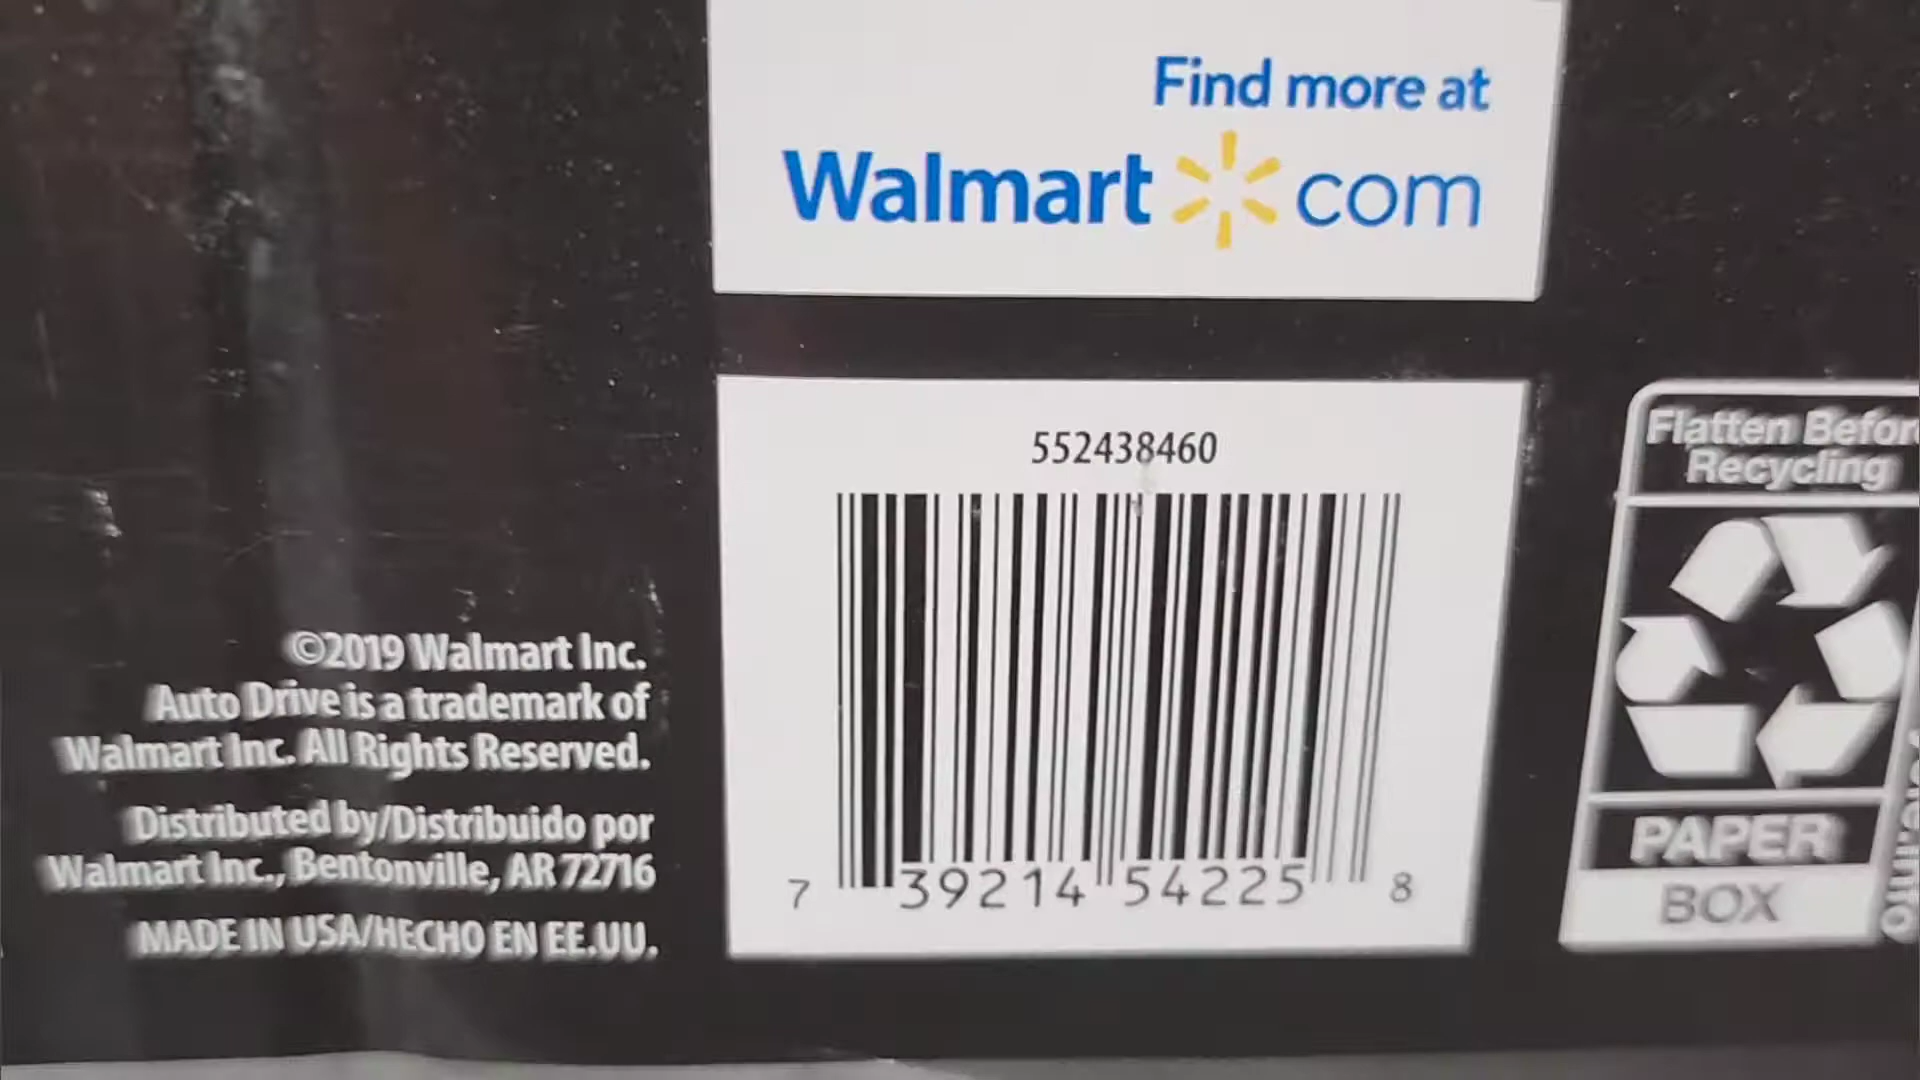 Find more at
Walmart com
552438460
7 39214 54225 8
©2019 Walmart Inc.
Auto Drive is a trademark of
Walmart Inc. All Rights Reserved.
Distributed by/Distribuido por
Walmart Inc., Bentonville, AR 72716
MADE IN USA/HECHO EN EE.UU.
Flatten Before
Recycling
PAPER
BOX